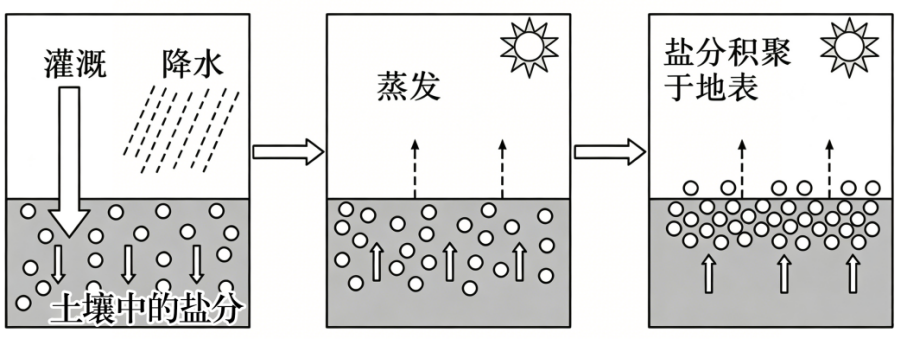 灌溉
降水
土壤中的盐分
蒸发
盐分积聚
于地表